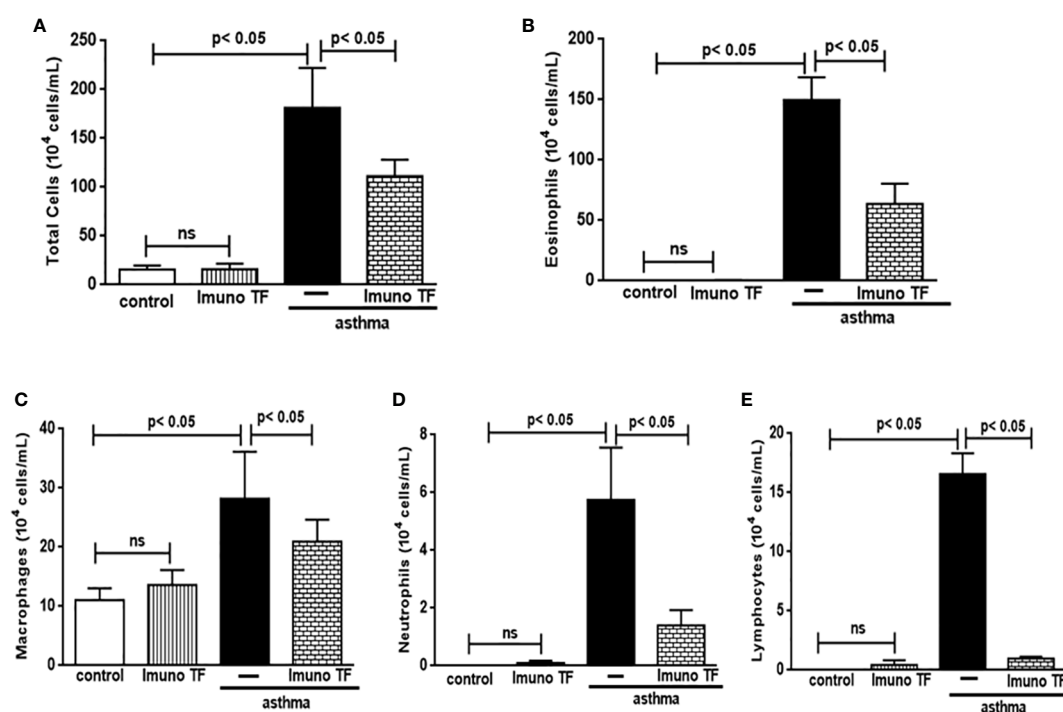 A
p< 0.05
p< 0.05
Total Cells (10⁴ cells/mL)
250
200
150
100
50
0
ns
control
Imuno TF
–
Imuno TF
asthma
B
p< 0.05
p< 0.05
Eosinophils (10⁴ cells/mL)
200
150
100
50
0
ns
control
Imuno TF
–
Imuno TF
asthma
C
p< 0.05
p< 0.05
Macrophages (10⁴ cells/mL)
40
30
20
10
0
ns
control
Imuno TF
–
Imuno TF
asthma
D
p< 0.05
p< 0.05
Neutrophils (10⁴ cells/mL)
8
6
4
2
0
ns
control
Imuno TF
–
Imuno TF
asthma
E
p< 0.05
p< 0.05
Lymphocytes (10⁴ cells/mL)
20
15
10
5
0
ns
control
Imuno TF
–
Imuno TF
asthma